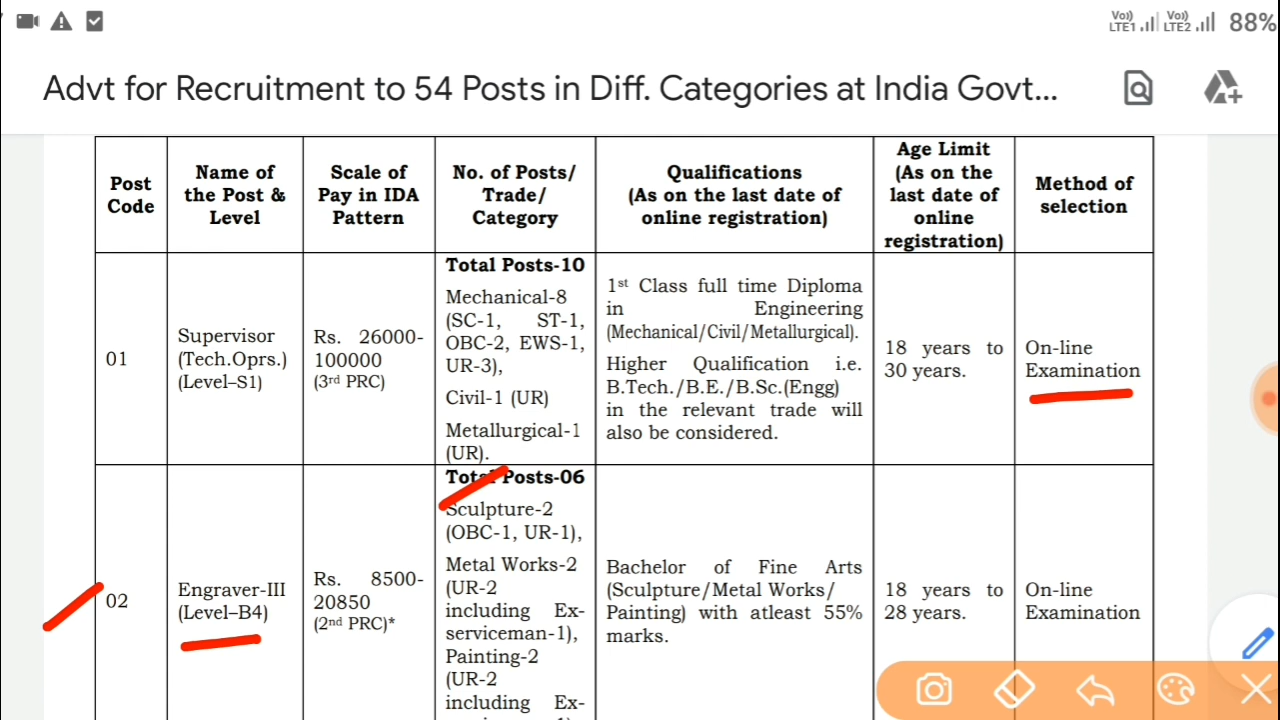 Vo)) LTE1 Vo)) LTE2 88%
Advt for Recruitment to 54 Posts in Diff. Categories at India Govt...
Post Code
Name of the Post & Level
Scale of Pay in IDA Pattern
No. of Posts/ Trade/ Category
Qualifications (As on the last date of online registration)
Age Limit (As on the last date of online registration)
Method of selection
01
Supervisor
(Tech.Oprs.)
(Level–S1)
Rs. 26000-
100000
(3rd PRC)
Total Posts-10
Mechanical-8
(SC-1, ST-1,
OBC-2, EWS-1,
UR-3),
Civil-1 (UR)
Metallurgical-1
(UR).
1st Class full time Diploma
in Engineering
(Mechanical/Civil/Metallurgical).
Higher Qualification i.e.
B.Tech./B.E./B.Sc.(Engg)
in the relevant trade will
also be considered.
18 years to
30 years.
On-line
Examination
02
Engraver-III
(Level–B4)
Rs. 8500-
20850
(2nd PRC)*
Total Posts-06
Sculpture-2
(OBC-1, UR-1),
Metal Works-2
(UR-2
including Ex-
serviceman-1),
Painting-2
(UR-2
including Ex-
Bachelor of Fine Arts
(Sculpture/Metal Works/
Painting) with atleast 55%
marks.
18 years to
28 years.
On-line
Examination